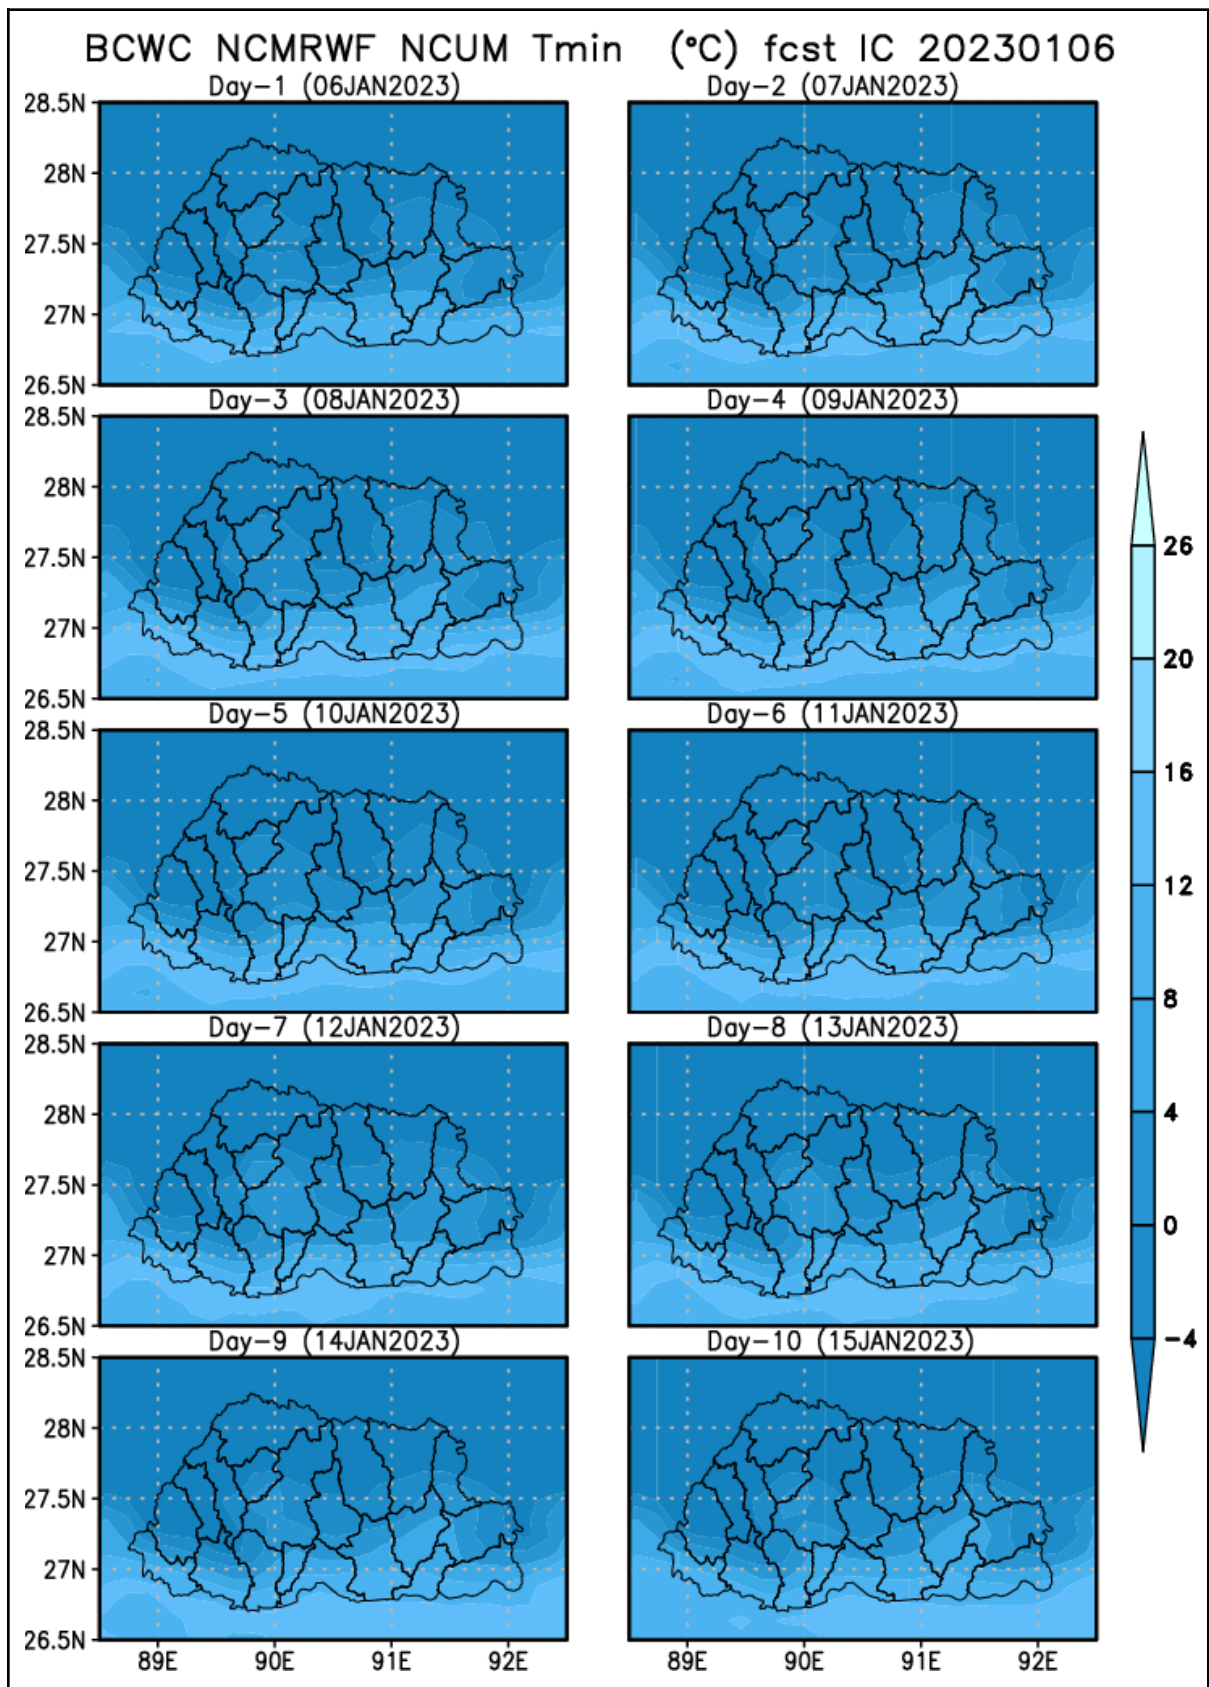 BCWC NCMRWF NCUM Tmin (°C) fcst IC 20230106
Day-1 (06JAN2023)
Day-2 (07JAN2023)
28.5N
28N
27.5N
27N
26.5N
Day-3 (08JAN2023)
Day-4 (09JAN2023)
28.5N
28N
27.5N
27N
26.5N
Day-5 (10JAN2023)
Day-6 (11JAN2023)
28.5N
28N
27.5N
27N
26.5N
Day-7 (12JAN2023)
Day-8 (13JAN2023)
28.5N
28N
27.5N
27N
26.5N
Day-9 (14JAN2023)
Day-10 (15JAN2023)
28.5N
28N
27.5N
27N
26.5N
89E 90E 91E 92E
89E 90E 91E 92E
26
20
16
12
8
4
0
-4